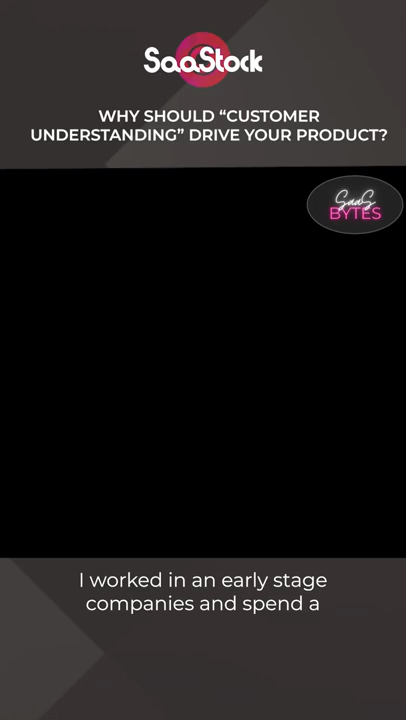 SaaStock
WHY SHOULD “CUSTOMER
UNDERSTANDING” DRIVE YOUR PRODUCT?
SaaS
BYTES
I worked in an early stage
companies and spend a